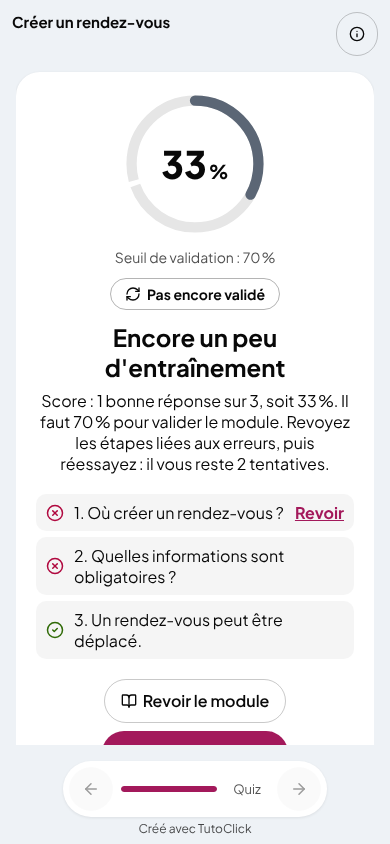 Créer un rendez-vous
33 %
Seuil de validation : 70 %
Pas encore validé
Encore un peu
d'entraînement
Score : 1 bonne réponse sur 3, soit 33 %. Il
faut 70 % pour valider le module. Revoyez
les étapes liées aux erreurs, puis
réessayez : il vous reste 2 tentatives.
1. Où créer un rendez-vous ? Revoir
2. Quelles informations sont
obligatoires ?
3. Un rendez-vous peut être
déplacé.
Revoir le module
Quiz
Créé avec TutoClick